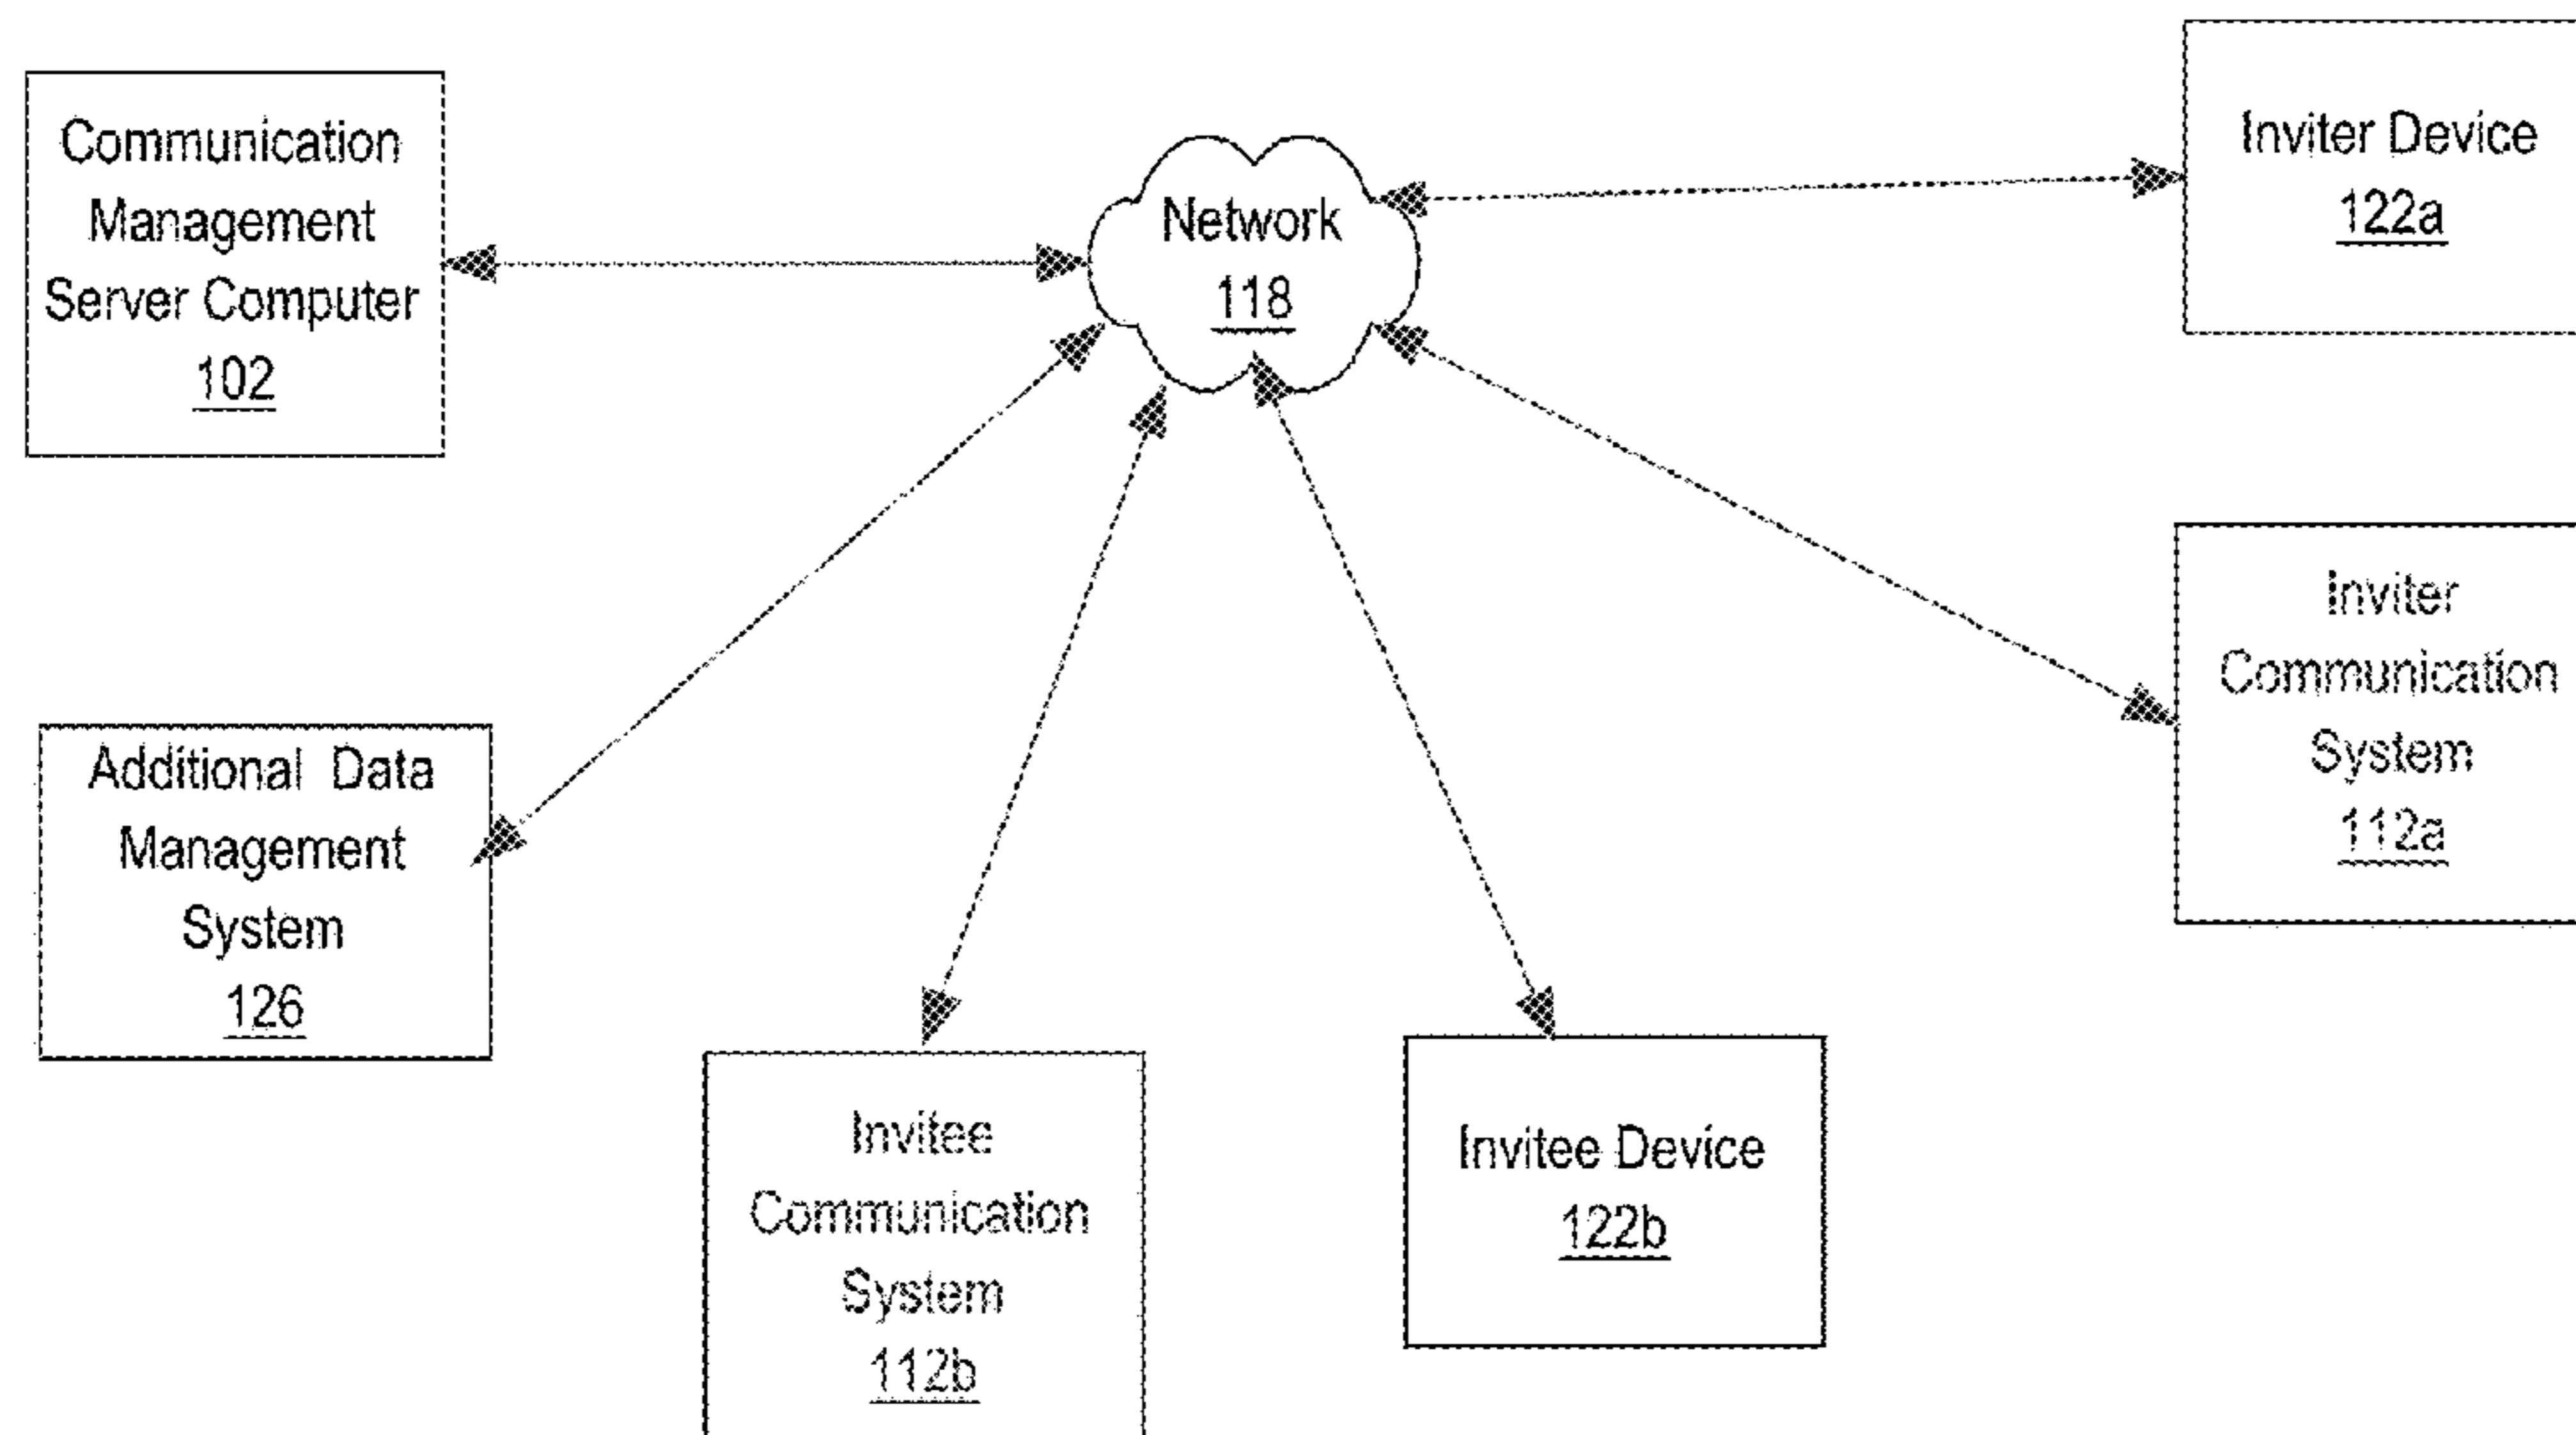 Communication
Management
Server Computer
102
Network
118
Inviter Device
122a
Inviter
Communication
System
112a
Additional Data
Management
System
126
Invitee
Communication
System
112b
Invitee Device
122b